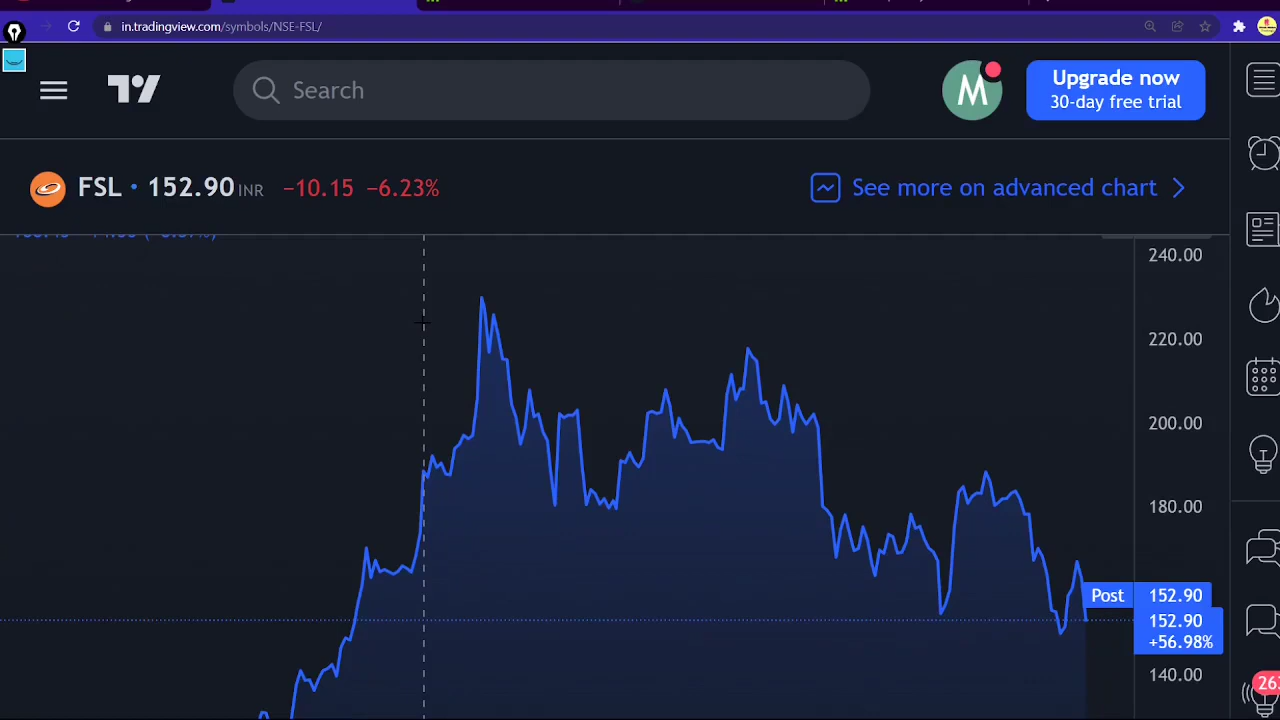 in.tradingview.com/symbols/NSE-FSL/
Search
M
Upgrade now
30-day free trial
FSL • 152.90 INR −10.15 −6.23%
See more on advanced chart
240.00
220.00
200.00
180.00
Post 152.90
152.90
+56.98%
140.00
263